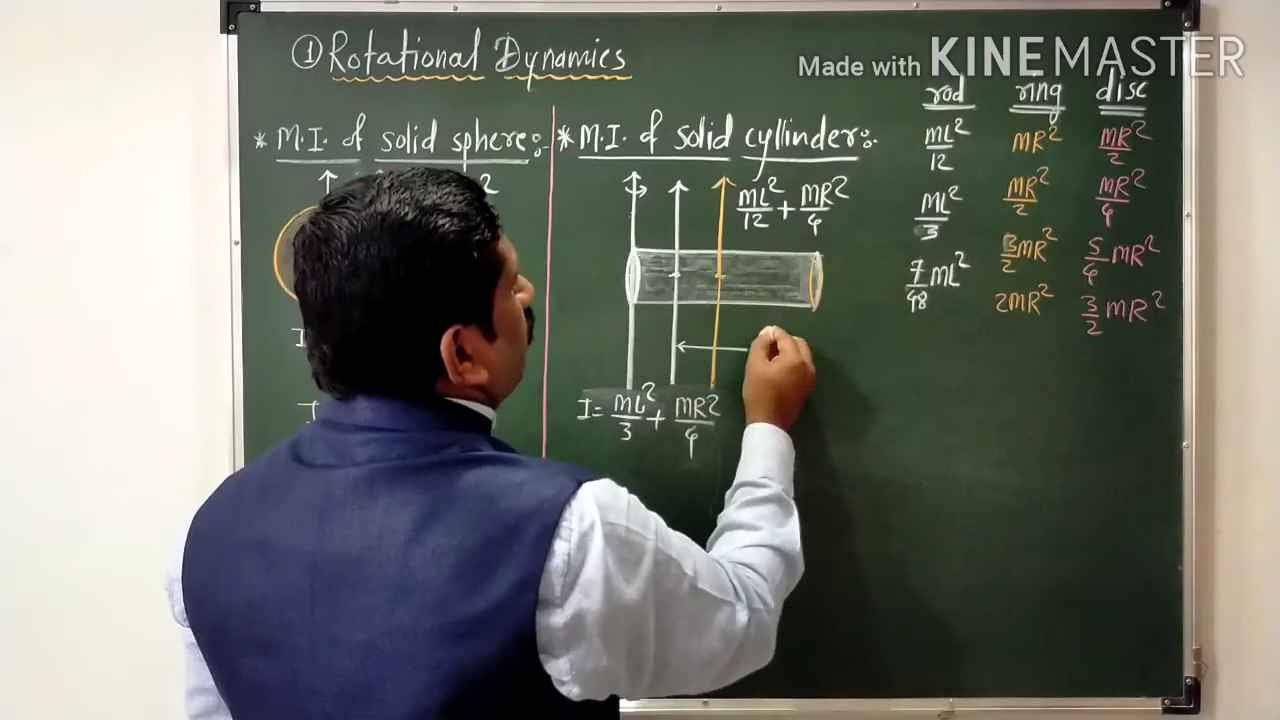 Made with KINEMASTER
① Rotational Dynamics
* M.I. of solid sphere:-
2
I
I
* M.I. of solid cyllinder:-
ML²/12 + MR²/4
I = ML²/3 + MR²/4
rod ring disc
ML²/12 MR² MR²/2
ML²/3 MR²/2 MR²/4
7/48 ML² 3/2 MR² 5/4 MR²
2MR² 3/2 MR²